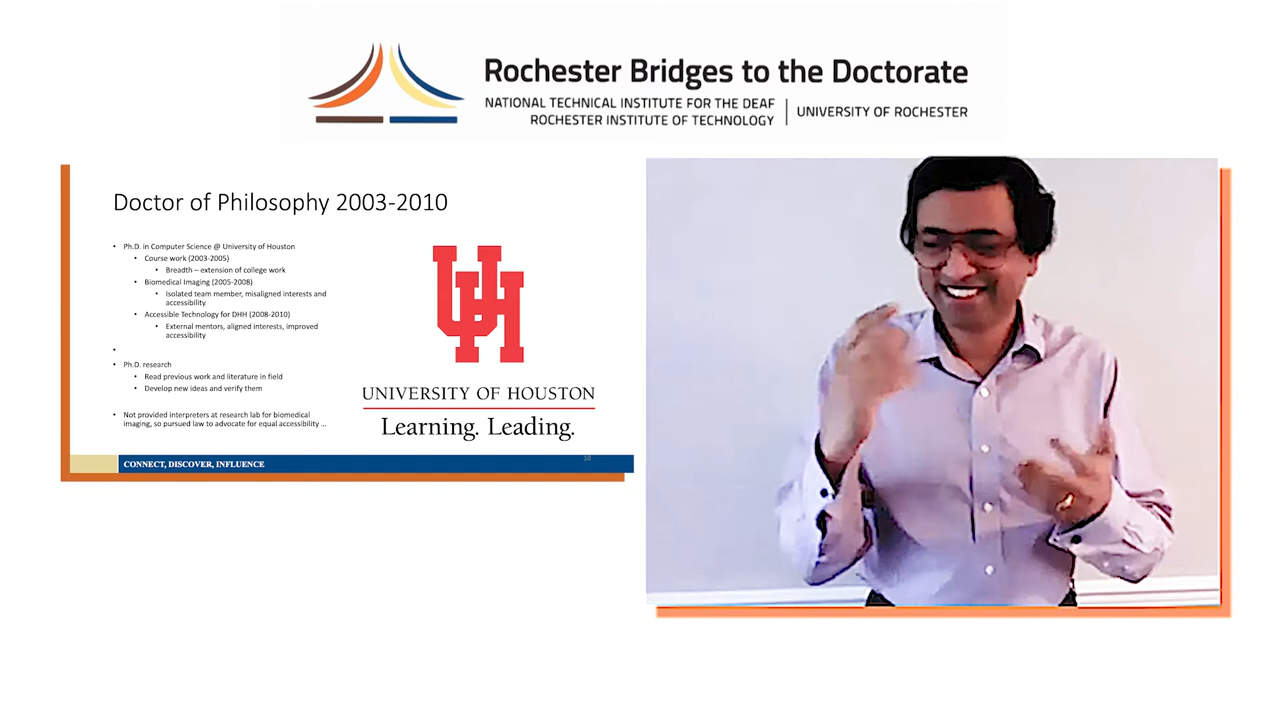 Rochester Bridges to the Doctorate
NATIONAL TECHNICAL INSTITUTE FOR THE DEAF
ROCHESTER INSTITUTE OF TECHNOLOGY
UNIVERSITY OF ROCHESTER
Doctor of Philosophy 2003-2010
• Ph.D. in Computer Science @ University of Houston
• Course work (2003-2005)
• Breadth – extension of college work
• Biomedical Imaging (2005-2008)
• Isolated team member, misaligned interests and
accessibility
• Accessible Technology for DHH (2008-2010)
• External mentors, aligned interests, improved
accessibility
•
• Ph.D. research
• Read previous work and literature in field
• Develop new ideas and verify them
• Not provided interpreters at research lab for biomedical
imaging, so pursued law to advocate for equal accessibility ...
UH
UNIVERSITY OF HOUSTON
Learning. Leading.
CONNECT, DISCOVER, INFLUENCE
10